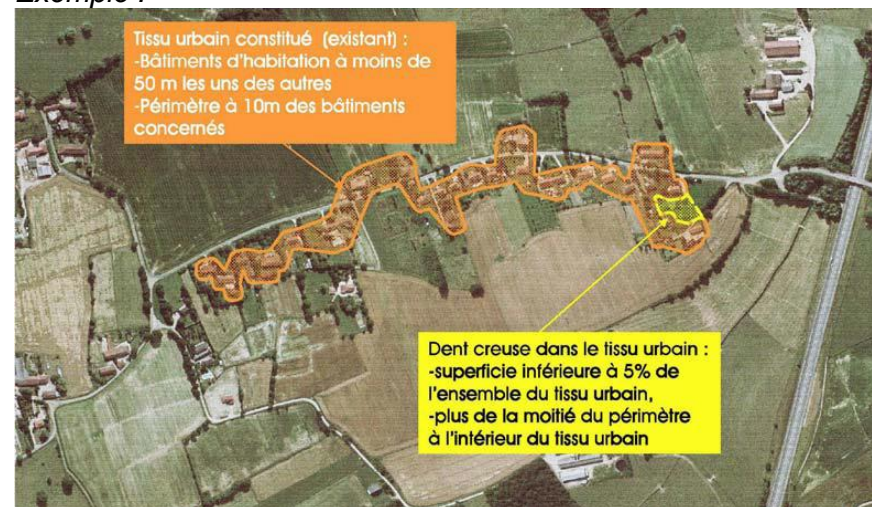 Exemple :
Tissu urbain constitué (existant) :
-Bâtiments d'habitation à moins de
50 m les uns des autres
-Périmètre à 10m des bâtiments
concernés
Dent creuse dans le tissu urbain :
-superficie inférieure à 5% de
l'ensemble du tissu urbain,
-plus de la moitié du périmètre
à l'intérieur du tissu urbain